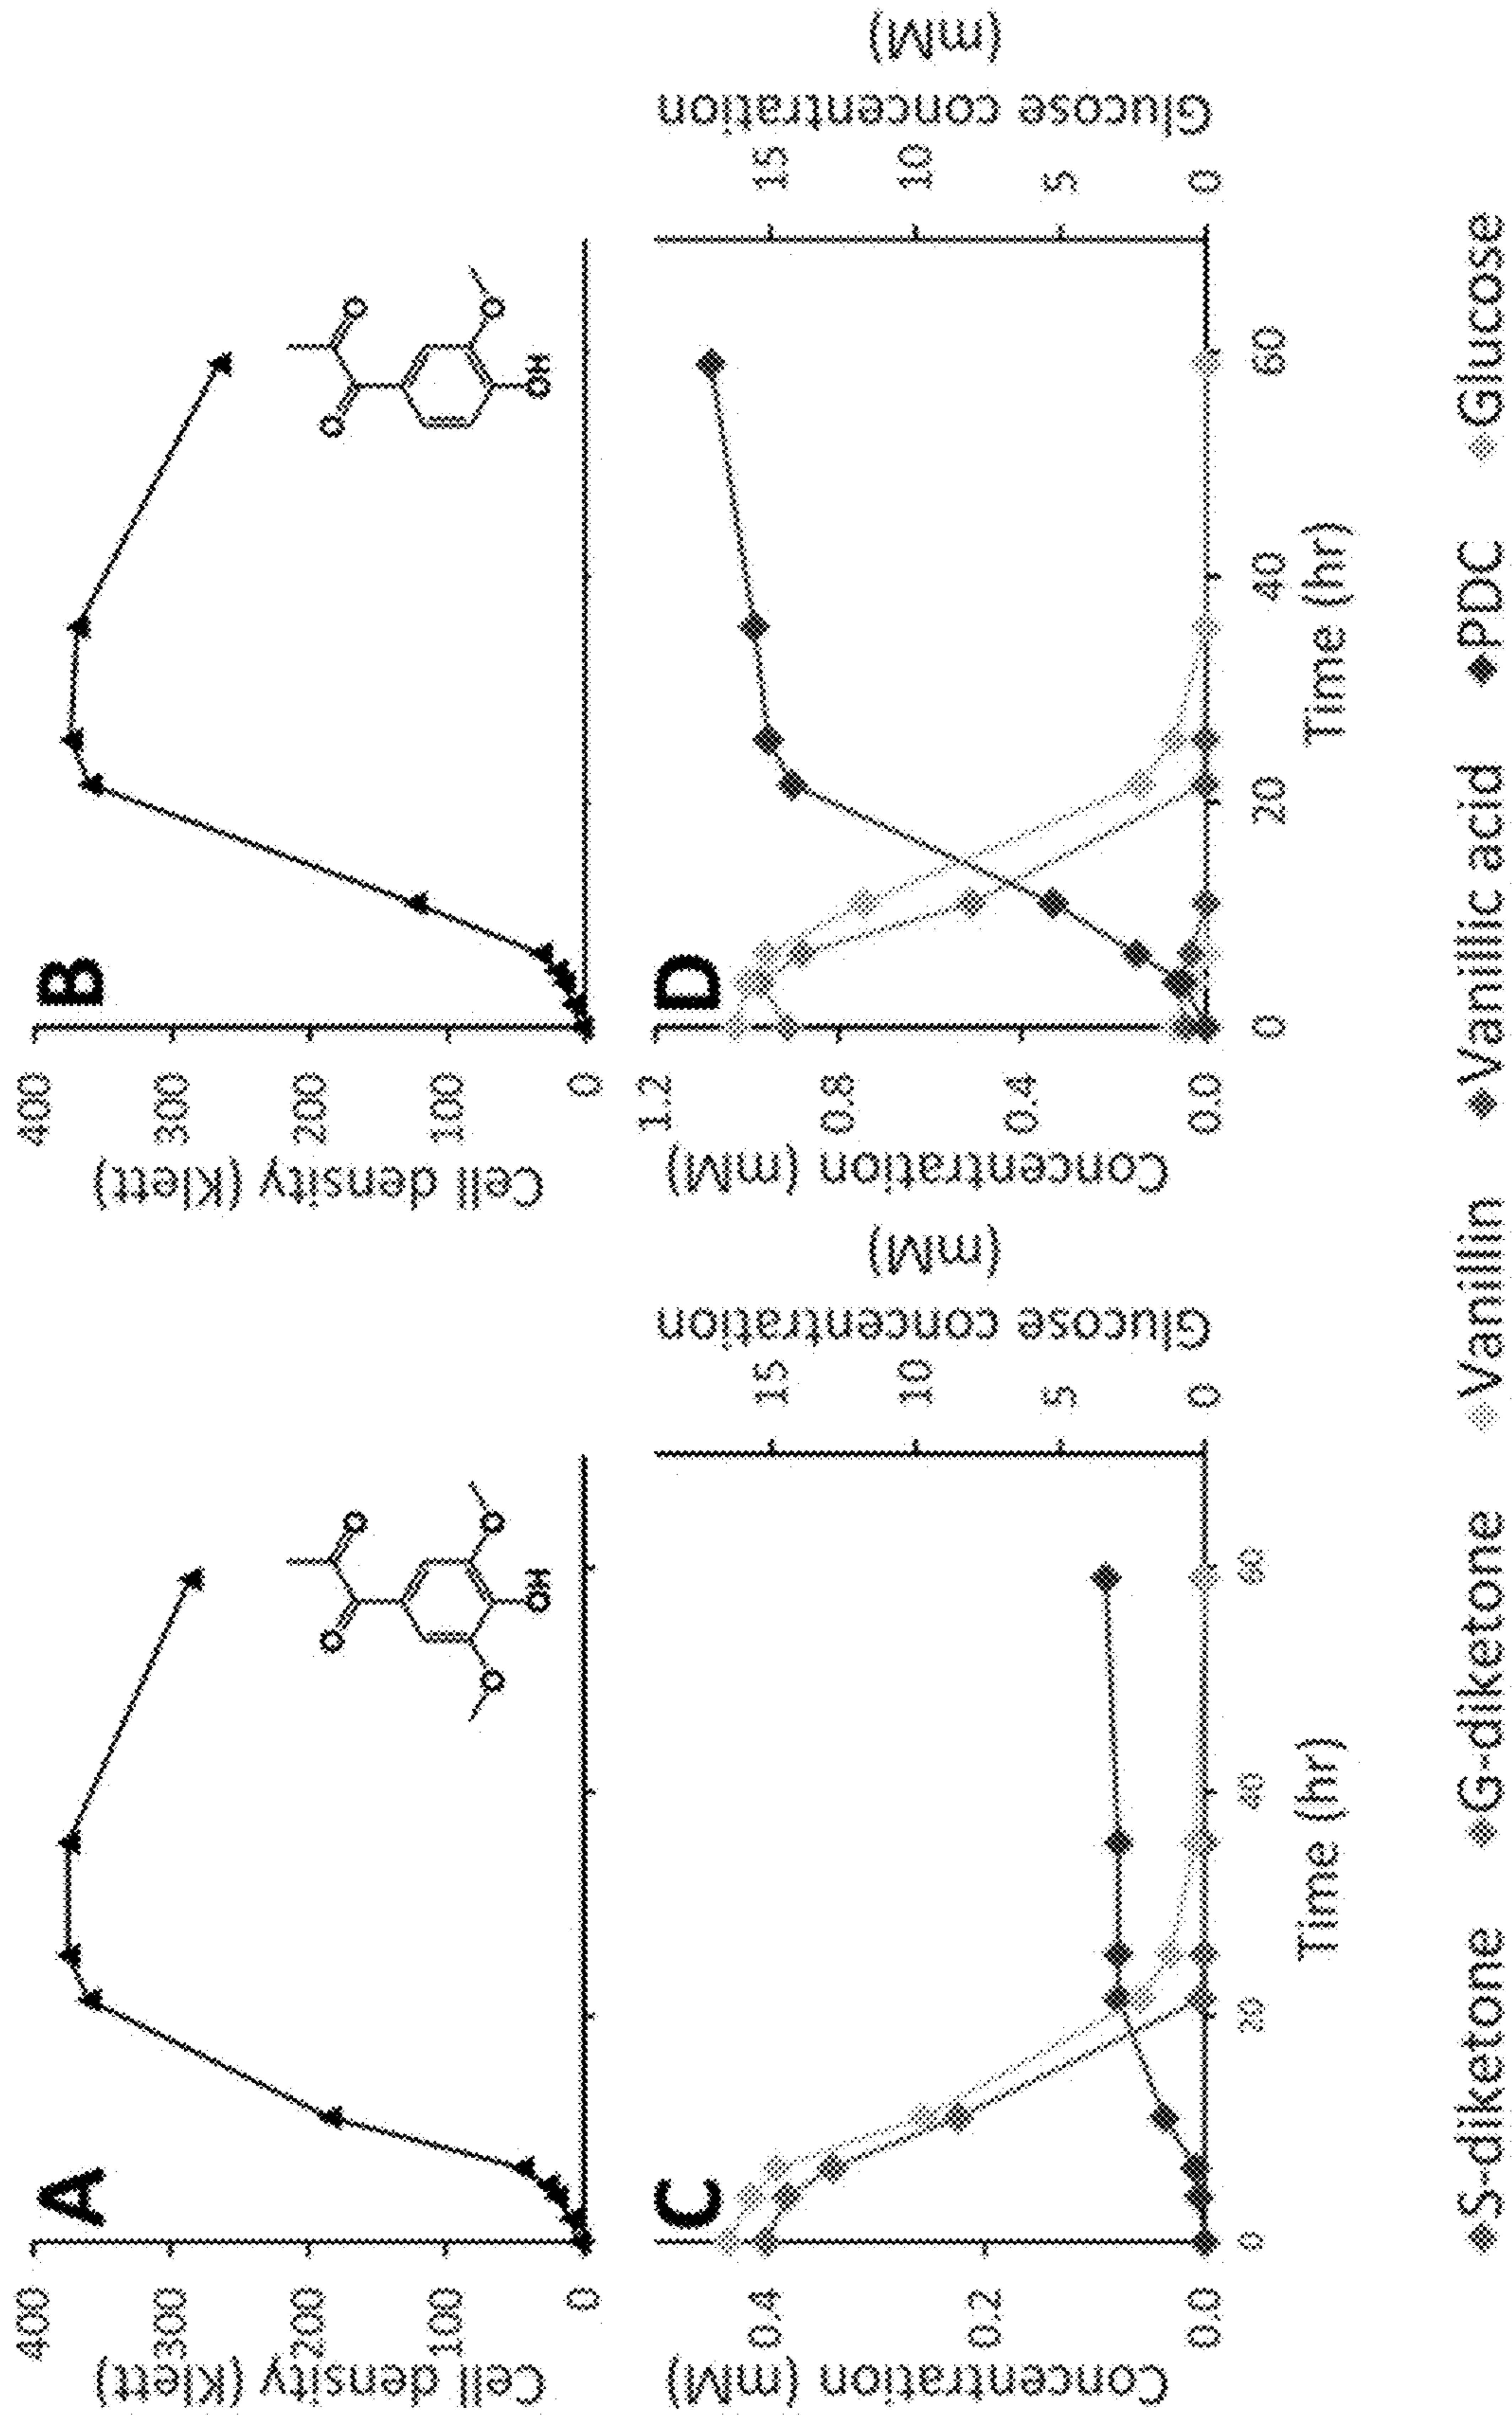 A
400
300
200
100
0
Cell density (Klett)
O
O
O
O
OH
B
400
300
200
100
0
Cell density (Klett)
O
O
O
OH
C
0.4
0.2
0.0
Concentration (mM)
15
10
5
0
Glucose concentration
(mM)
0
20
40
60
Time (hr)
D
1.2
0.8
0.4
0.0
Concentration (mM)
15
10
5
0
Glucose concentration
(mM)
0
20
40
60
Time (hr)
S-diketone G-diketone Vanillin Vanillic acid PDC Glucose